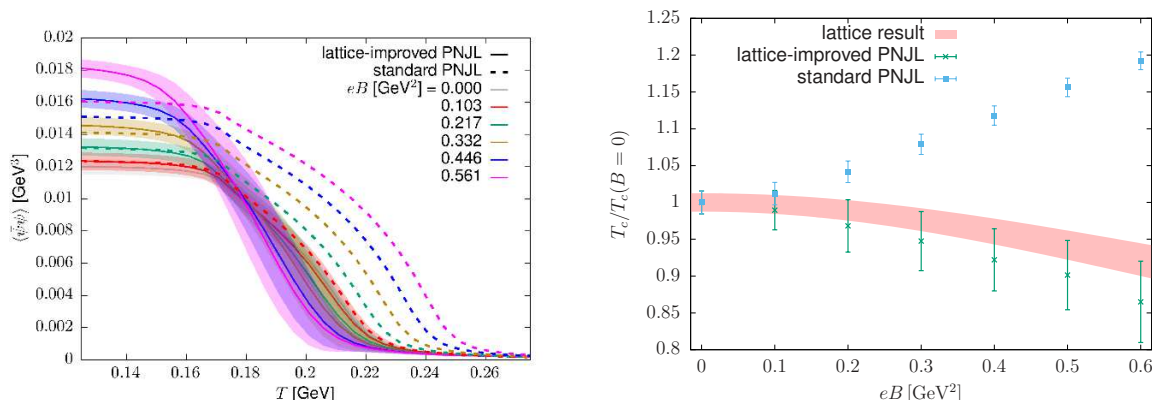 0.02
0.018
0.016
0.014
0.012
0.01
0.008
0.006
0.004
0.002
0
⟨ψ̄ψ⟩ [GeV³]
lattice-improved PNJL
standard PNJL
eB [GeV²] = 0.000
0.103
0.217
0.332
0.446
0.561
0.14 0.16 0.18 0.2 0.22 0.24 0.26
T [GeV]
1.25
1.2
1.15
1.1
1.05
1
0.95
0.9
0.85
0.8
T_c/T_c(B = 0)
lattice result
lattice-improved PNJL
standard PNJL
0 0.1 0.2 0.3 0.4 0.5 0.6
eB [GeV²]